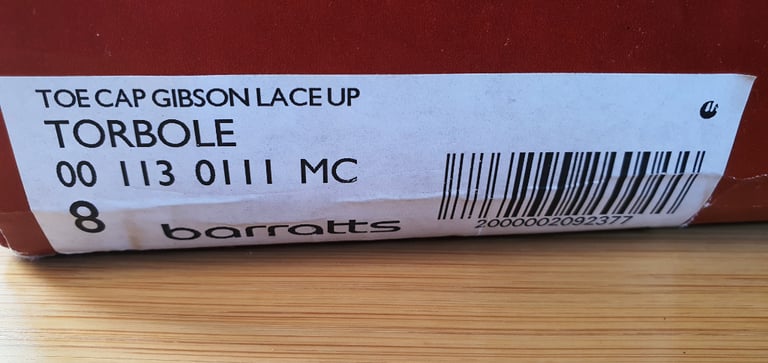 TOE CAP GIBSON LACE UP
TORBOLE
00 113 0111 MC
8 barratts
2000002092377